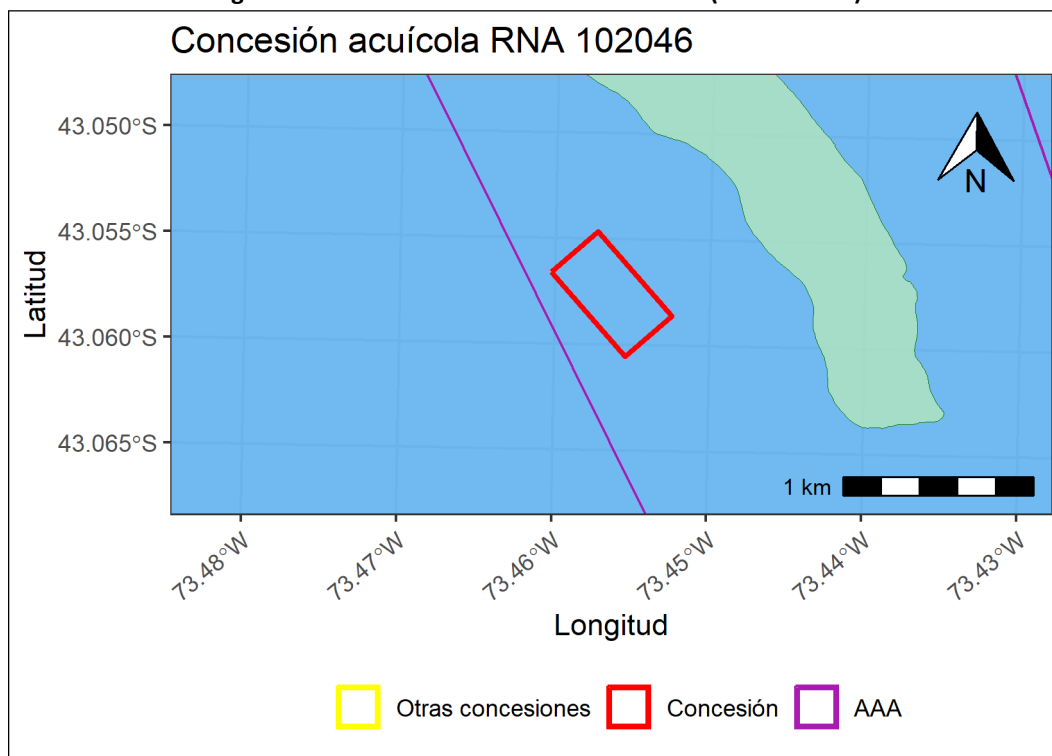 Concesión acuícola RNA 102046
43.050°S
43.055°S
43.060°S
43.065°S
Latitud
N
1 km
73.48°W
73.47°W
73.46°W
73.45°W
73.44°W
73.43°W
Longitud
Otras concesiones
Concesión
AAA